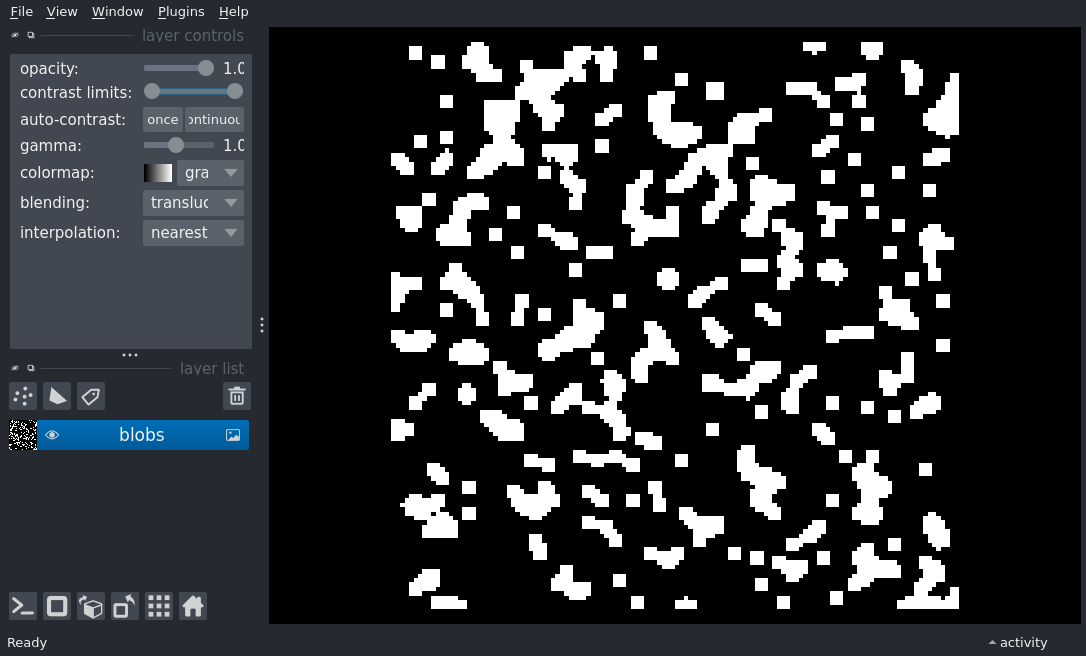 File View Window Plugins Help
layer controls
opacity: 1.0
contrast limits:
auto-contrast: once ontinuou
gamma: 1.0
colormap: gra
blending: transluc
interpolation: nearest
layer list
blobs
Ready activity